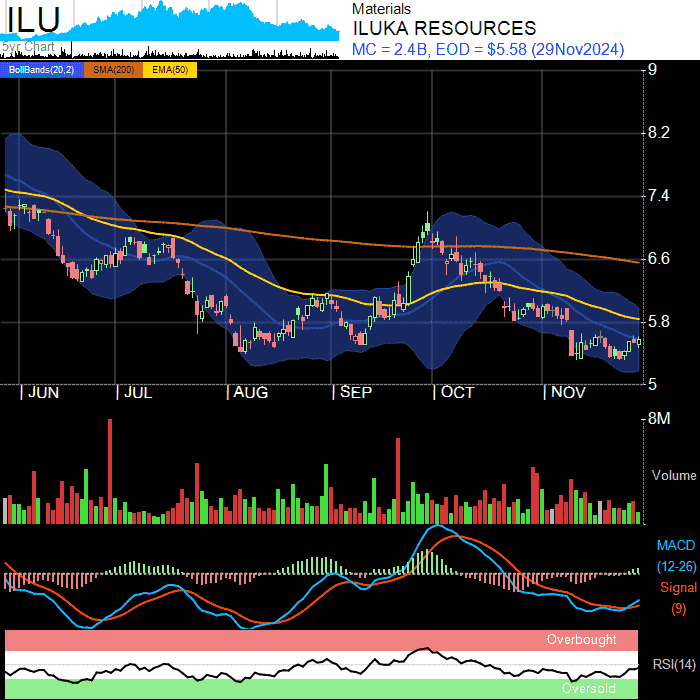 ILU
5yr Chart
Materials
ILUKA RESOURCES
MC = 2.4B, EOD = $5.58 (29Nov2024)
BollBands(20,2) SMA(200) EMA(50)
9
8.2
7.4
6.6
5.8
5
JUN JUL AUG SEP OCT NOV
8M
Volume
MACD
(12-26)
Signal
(9)
Overbought
RSI(14)
Oversold